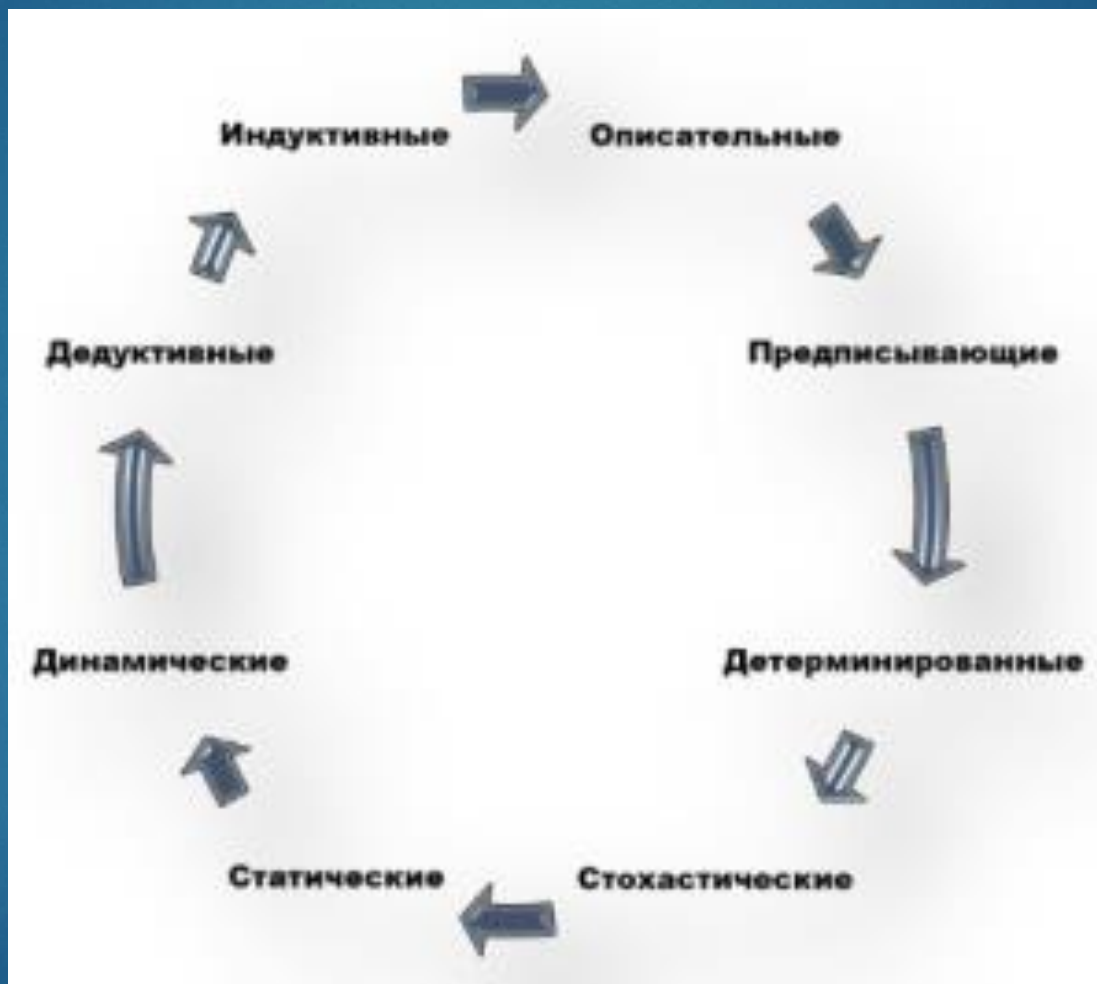 Индуктивные Описательные
Дедуктивные Предписывающие
Динамические Детерминированные
Статические Стохастические